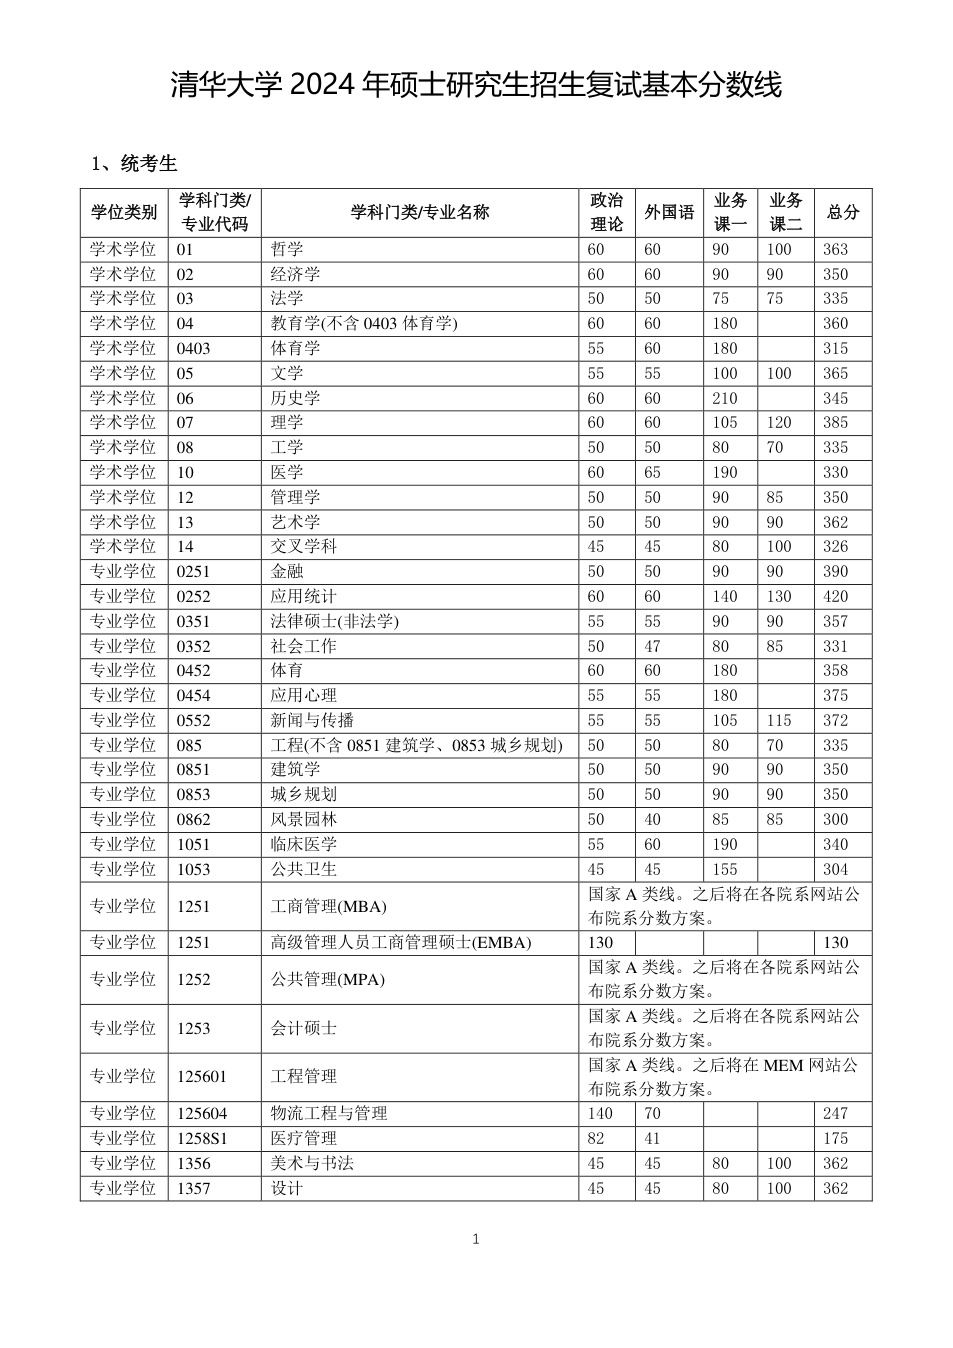 清华大学 2024 年硕士研究生招生复试基本分数线
1、统考生
学位类别 学科门类/专业代码 学科门类/专业名称 政治理论 外国语 业务课一 业务课二 总分
学术学位 01 哲学 60 60 90 100 363
学术学位 02 经济学 60 60 90 90 350
学术学位 03 法学 50 50 75 75 335
学术学位 04 教育学(不含 0403 体育学) 60 60 180 360
学术学位 0403 体育学 55 60 180 315
学术学位 05 文学 55 55 100 100 365
学术学位 06 历史学 60 60 210 345
学术学位 07 理学 60 60 105 120 385
学术学位 08 工学 50 50 80 70 335
学术学位 10 医学 60 65 190 330
学术学位 12 管理学 50 50 90 85 350
学术学位 13 艺术学 50 50 90 90 362
学术学位 14 交叉学科 45 45 80 100 326
专业学位 0251 金融 50 50 90 90 390
专业学位 0252 应用统计 60 60 140 130 420
专业学位 0351 法律硕士(非法学) 55 55 90 90 357
专业学位 0352 社会工作 50 47 80 85 331
专业学位 0452 体育 60 60 180 358
专业学位 0454 应用心理 55 55 180 375
专业学位 0552 新闻与传播 55 55 105 115 372
专业学位 085 工程(不含 0851 建筑学、0853 城乡规划) 50 50 80 70 335
专业学位 0851 建筑学 50 50 90 90 350
专业学位 0853 城乡规划 50 50 90 90 350
专业学位 0862 风景园林 50 40 85 85 300
专业学位 1051 临床医学 55 60 190 340
专业学位 1053 公共卫生 45 45 155 304
专业学位 1251 工商管理(MBA) 国家 A 类线。之后将在各院系网站公
布院系分数方案。
专业学位 1251 高级管理人员工商管理硕士(EMBA) 130 130
专业学位 1252 公共管理(MPA) 国家 A 类线。之后将在各院系网站公
布院系分数方案。
专业学位 1253 会计硕士 国家 A 类线。之后将在各院系网站公
布院系分数方案。
专业学位 125601 工程管理 国家 A 类线。之后将在 MEM 网站公
布院系分数方案。
专业学位 125604 物流工程与管理 140 70 247
专业学位 1258S1 医疗管理 82 41 175
专业学位 1356 美术与书法 45 45 80 100 362
专业学位 1357 设计 45 45 80 100 362
1